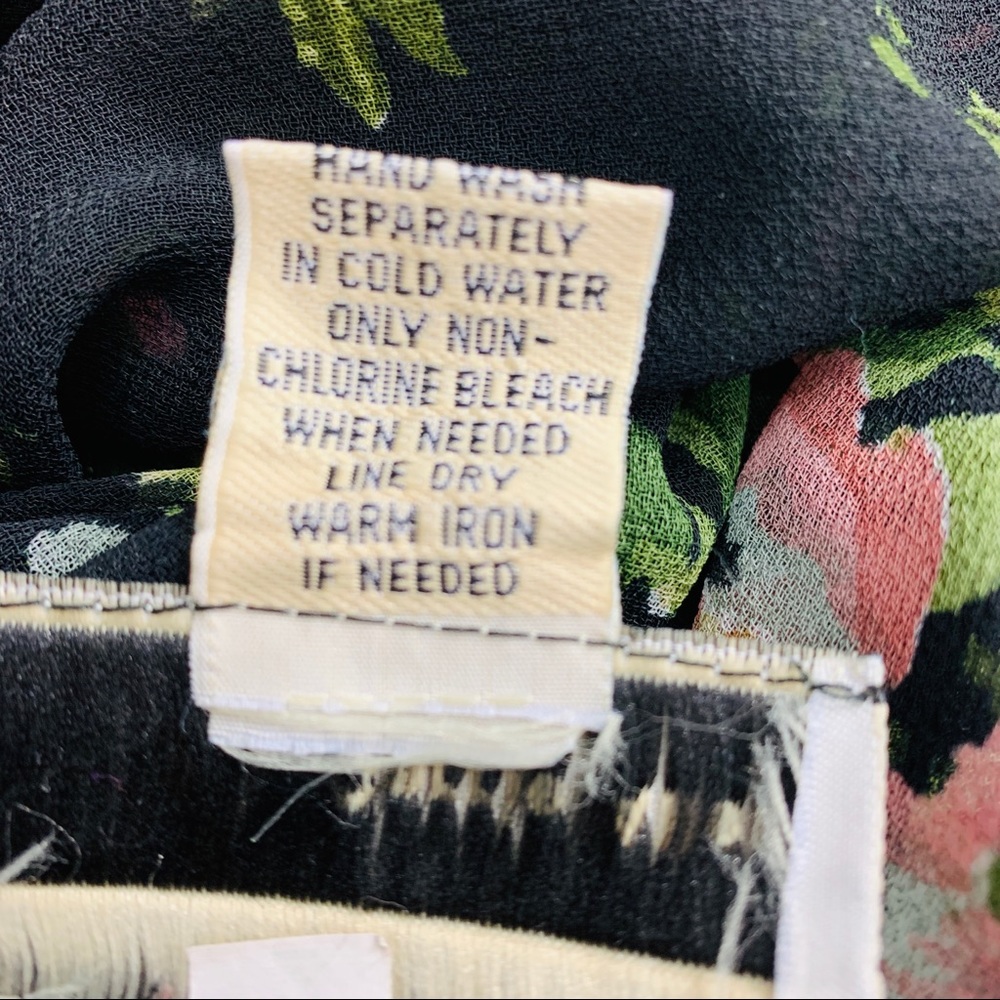 HAND WASH
SEPARATELY
IN COLD WATER
ONLY NON-
CHLORINE BLEACH
WHEN NEEDED
LINE DRY
WARM IRON
IF NEEDED